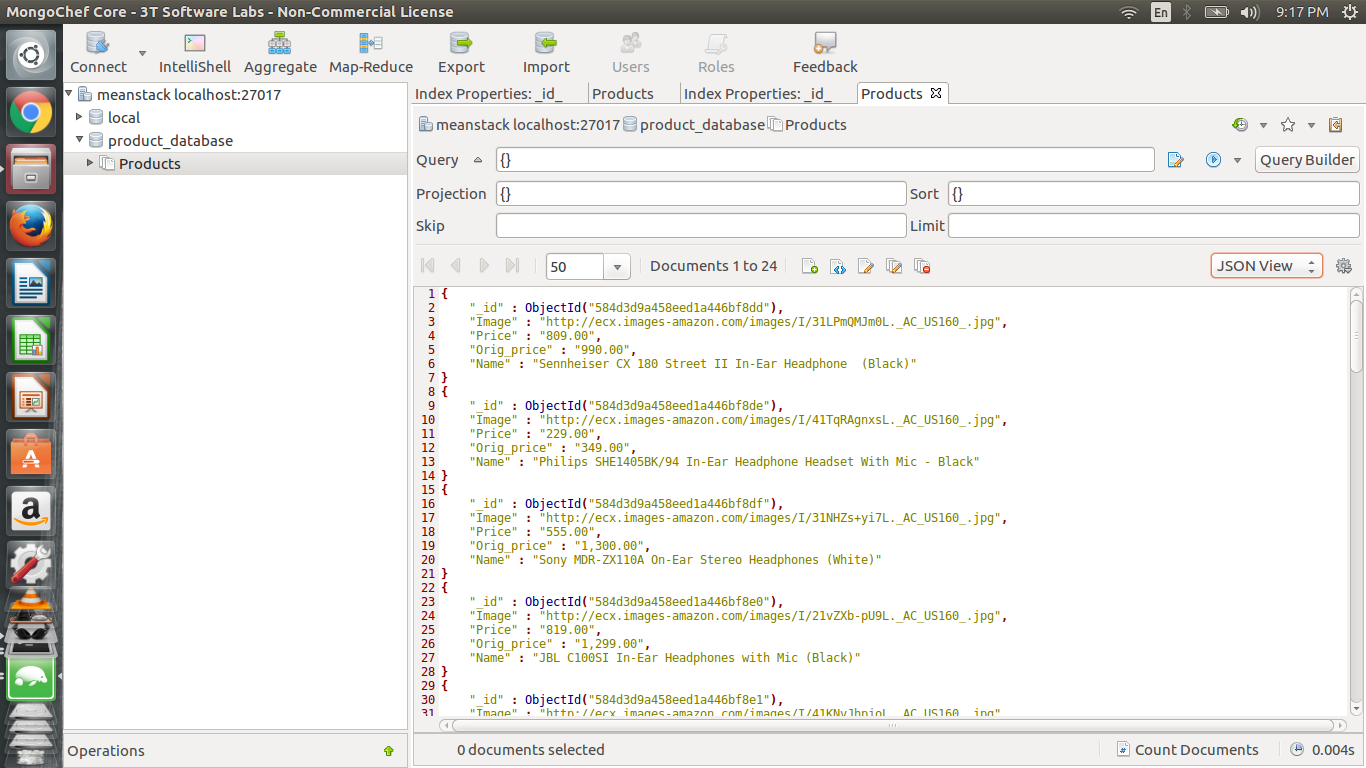 MongoChef Core - 3T Software Labs - Non-Commercial License
En
9:17 PM
Connect
IntelliShell
Aggregate
Map-Reduce
Export
Import
Users
Roles
Feedback
meanstack localhost:27017
local
product_database
Products
Index Properties: _id_
Products
Index Properties: _id_
Products
meanstack localhost:27017 product_database Products
Query
{}
Query Builder
Projection
{}
Sort
{}
Skip
Limit
50
Documents 1 to 24
JSON View
1 {
2 "_id" : ObjectId("584d3d9a458eed1a446bf8dd"),
3 "Image" : "http://ecx.images-amazon.com/images/I/31LPmQMJm0L._AC_US160_.jpg",
4 "Price" : "809.00",
5 "Orig_price" : "990.00",
6 "Name" : "Sennheiser CX 180 Street II In-Ear Headphone  (Black)"
7 }
8 {
9 "_id" : ObjectId("584d3d9a458eed1a446bf8de"),
10 "Image" : "http://ecx.images-amazon.com/images/I/41TqRAgnxsL._AC_US160_.jpg",
11 "Price" : "229.00",
12 "Orig_price" : "349.00",
13 "Name" : "Philips SHE1405BK/94 In-Ear Headphone Headset With Mic - Black"
14 }
15 {
16 "_id" : ObjectId("584d3d9a458eed1a446bf8df"),
17 "Image" : "http://ecx.images-amazon.com/images/I/31NHZs+yi7L._AC_US160_.jpg",
18 "Price" : "555.00",
19 "Orig_price" : "1,300.00",
20 "Name" : "Sony MDR-ZX110A On-Ear Stereo Headphones (White)"
21 }
22 {
23 "_id" : ObjectId("584d3d9a458eed1a446bf8e0"),
24 "Image" : "http://ecx.images-amazon.com/images/I/21vZXb-pU9L._AC_US160_.jpg",
25 "Price" : "819.00",
26 "Orig_price" : "1,299.00",
27 "Name" : "JBL C100SI In-Ear Headphones with Mic (Black)"
28 }
29 {
30 "_id" : ObjectId("584d3d9a458eed1a446bf8e1"),
31 "Image" : "http://ecx.images-amazon.com/images/I/41KNyJhnioL._AC_US160_.jpg"
Operations
0 documents selected
Count Documents
0.004s